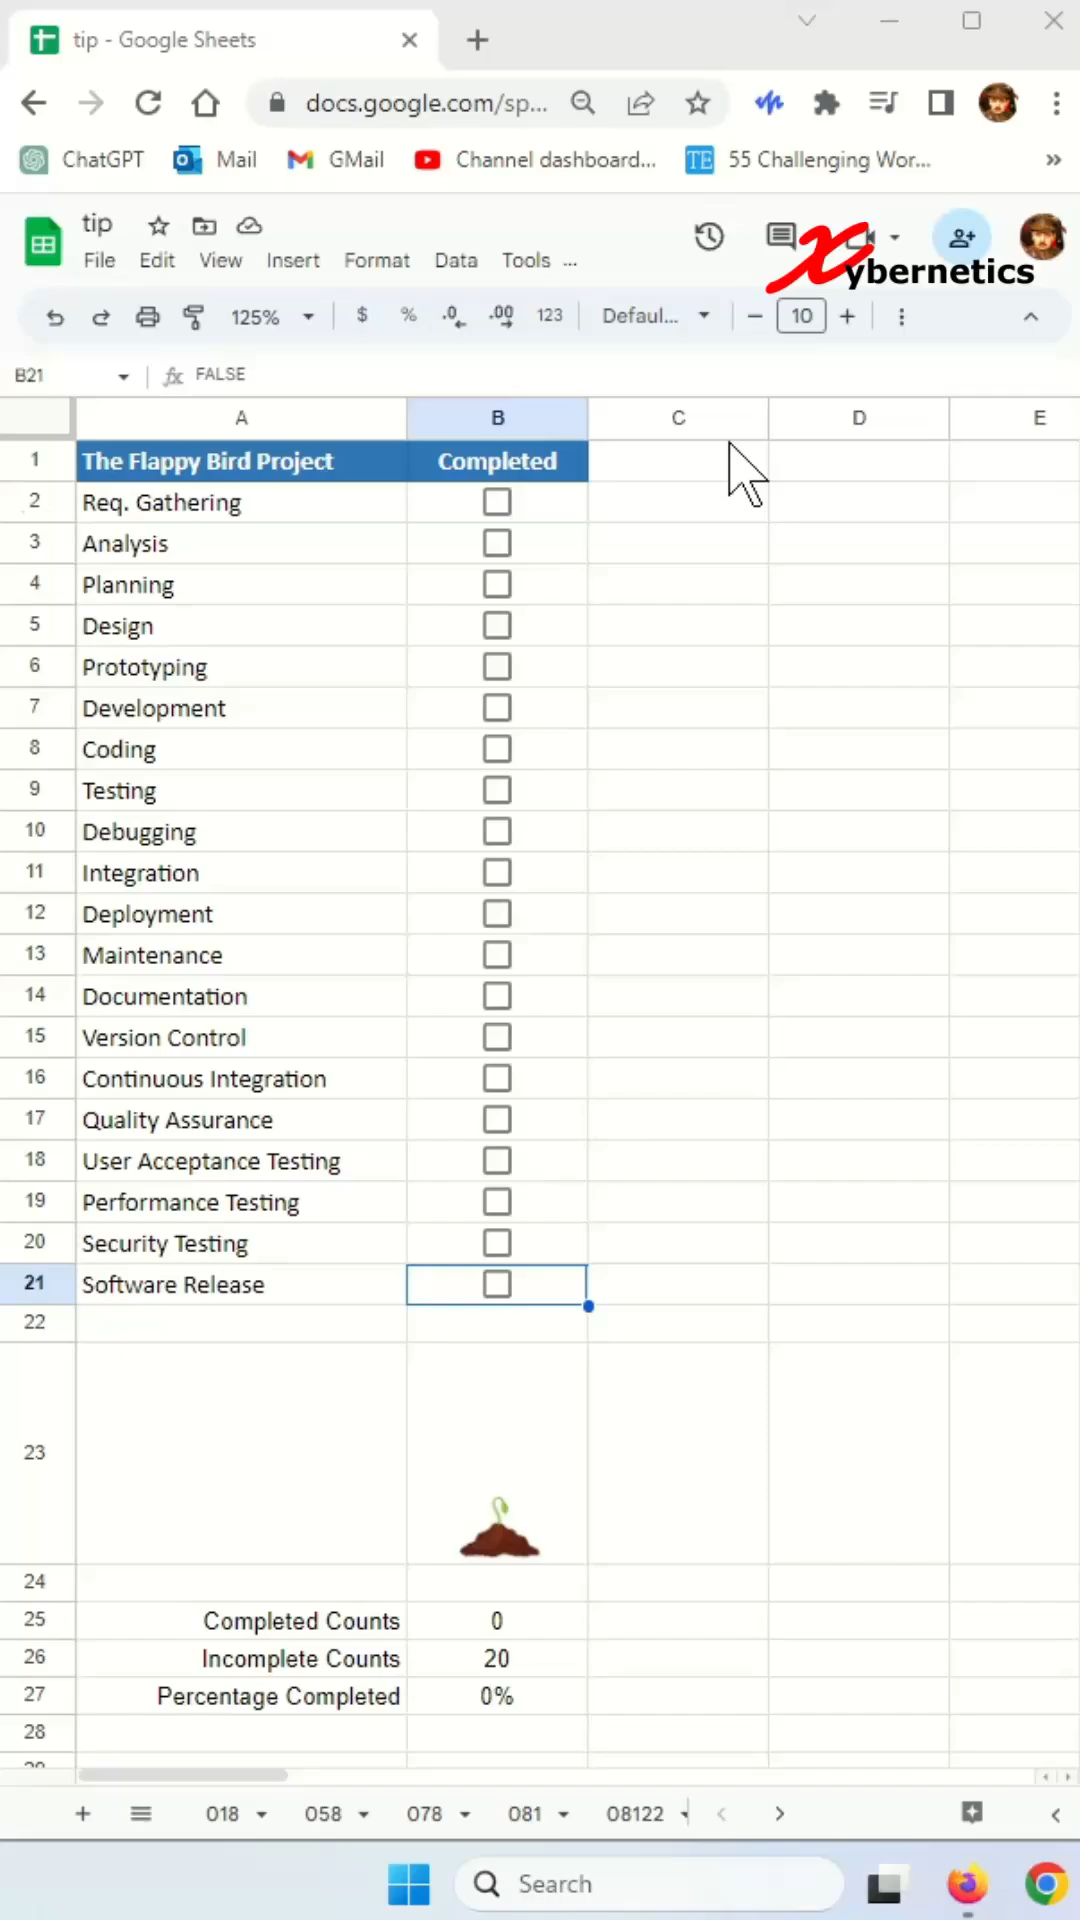 tip - Google Sheets
docs.google.com/sp...
ChatGPT Mail GMail Channel dashboard... TE 55 Challenging Wor... »
tip
File Edit View Insert Format Data Tools ...
Xybernetics
125% $ % .0 .00 123 Defaul... − 10 +
B21 fx FALSE
A B C D E
1 The Flappy Bird Project Completed
2 Req. Gathering
3 Analysis
4 Planning
5 Design
6 Prototyping
7 Development
8 Coding
9 Testing
10 Debugging
11 Integration
12 Deployment
13 Maintenance
14 Documentation
15 Version Control
16 Continuous Integration
17 Quality Assurance
18 User Acceptance Testing
19 Performance Testing
20 Security Testing
21 Software Release
22
23
24
25 Completed Counts 0
26 Incomplete Counts 20
27 Percentage Completed 0%
28
018 058 078 081 08122
Search